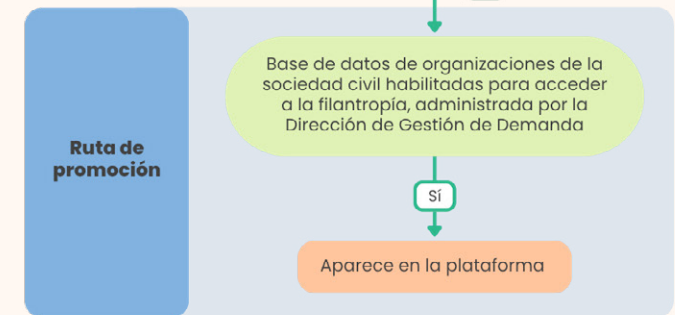 Base de datos de organizaciones de la
sociedad civil habilitadas para acceder
a la filantropía, administrada por la
Dirección de Gestión de Demanda
Ruta de
promoción
Sí
Aparece en la plataforma